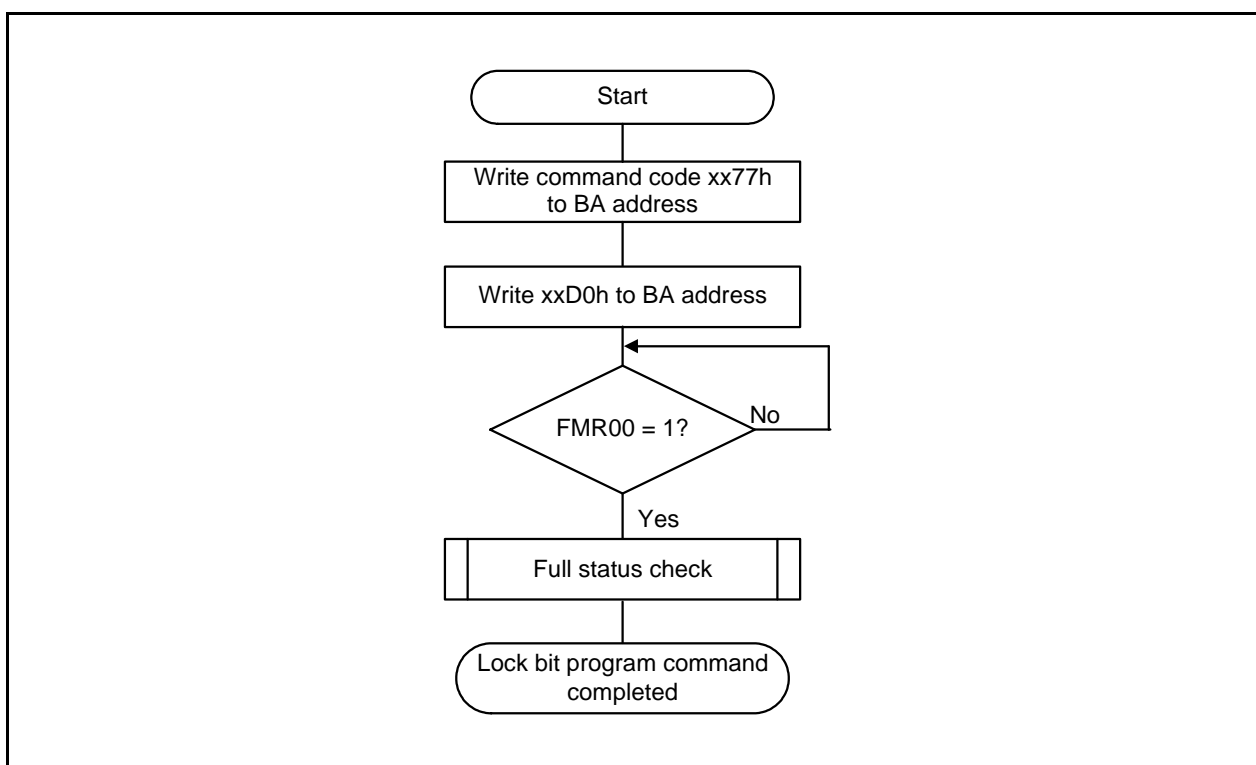 Start
Write command code xx77h
to BA address
Write xxD0h to BA address
FMR00 = 1?
No
Yes
Full status check
Lock bit program command
completed